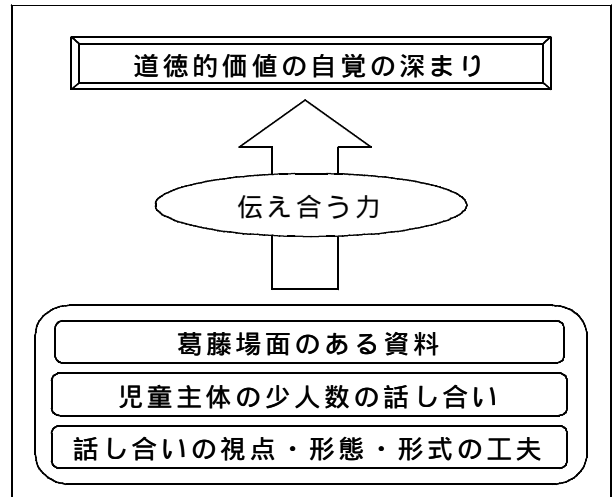 道徳的価値の自覚の深まり
伝え合う力
葛藤場面のある資料
児童主体の少人数の話し合い
話し合いの視点・形態・形式の工夫